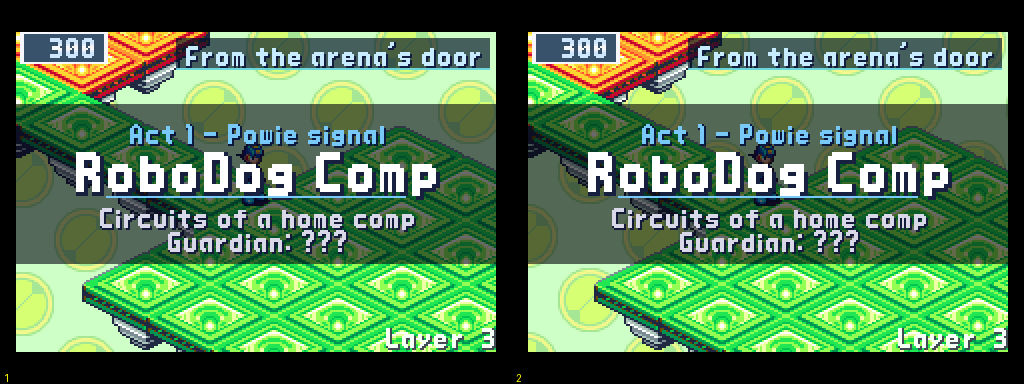 300
From the arena's door
Act 1 - Powie signal
RoboDog Comp
Circuits of a home comp
Guardian: ???
Layer 3
1
300
From the arena's door
Act 1 - Powie signal
RoboDog Comp
Circuits of a home comp
Guardian: ???
Layer 3
2